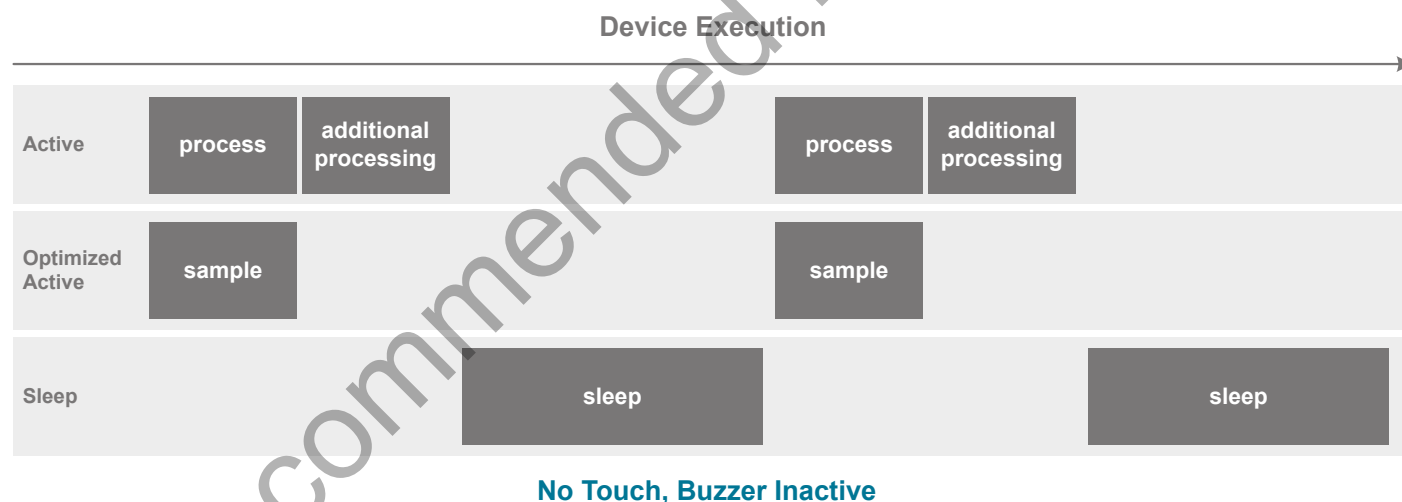 Device Execution
Active
process
additional
processing
process
additional
processing
Optimized
Active
sample
sample
Sleep
sleep
sleep
No Touch, Buzzer Inactive
commended